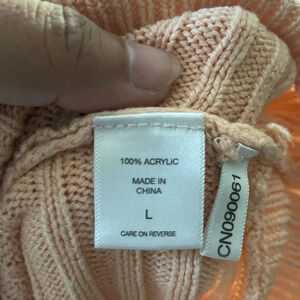 100% ACRYLIC
MADE IN
CHINA
L
CARE ON REVERSE
CN090061